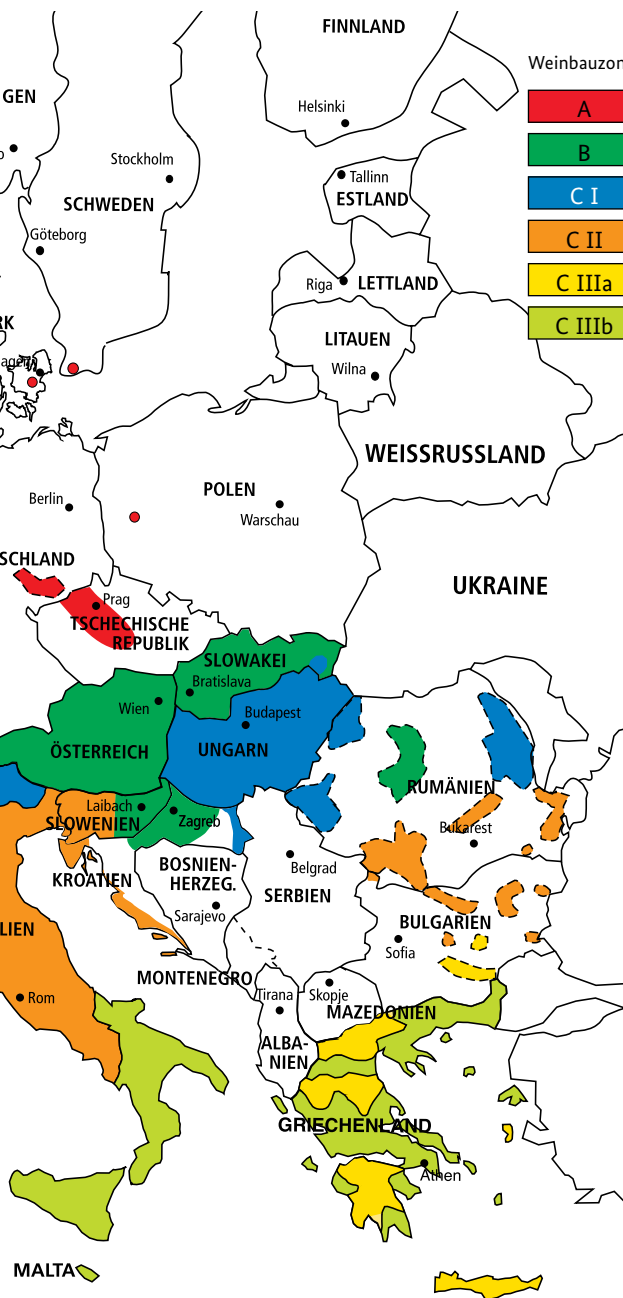 FINNLAND
Weinbauzon
GEN
A
Helsinki
B
Stockholm
Tallinn
C I
SCHWEDEN
ESTLAND
Göteborg
C II
Riga
LETTLAND
C IIIa
RK
C IIIb
LITAUEN
Wilna
WEISSRUSSLAND
POLEN
Berlin
Warschau
SCHLAND
UKRAINE
Prag
TSCHECHISCHE
REPUBLIK
SLOWAKEI
Bratislava
Wien
Budapest
ÖSTERREICH
UNGARN
RUMÄNIEN
Laibach
SLOWENIEN
Zagreb
Bukarest
BOSNIEN-
HERZEG.
Belgrad
KROATIEN
SERBIEN
Sarajevo
LIEN
BULGARIEN
Sofia
MONTENEGRO
Rom
Tirana
Skopje
MAZEDONIEN
ALBA-
NIEN
GRIECHENLAND
Athen
MALTA